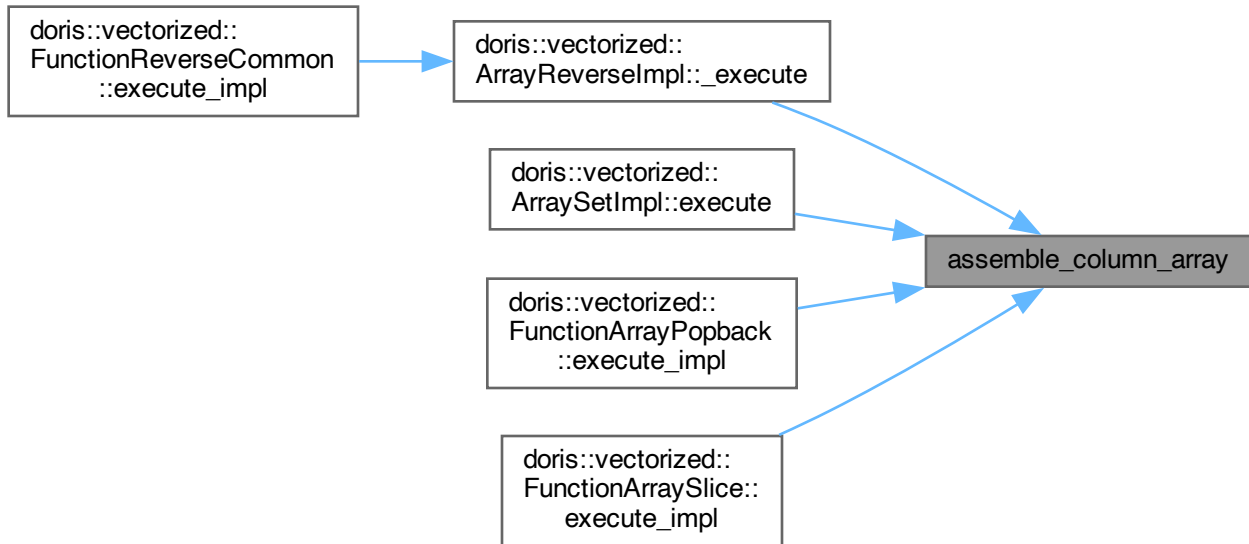 doris::vectorized::
FunctionReverseCommon
::execute_impl
doris::vectorized::
ArrayReverseImpl::_execute
doris::vectorized::
ArraySetImpl::execute
assemble_column_array
doris::vectorized::
FunctionArrayPopback
::execute_impl
doris::vectorized::
FunctionArraySlice::
execute_impl